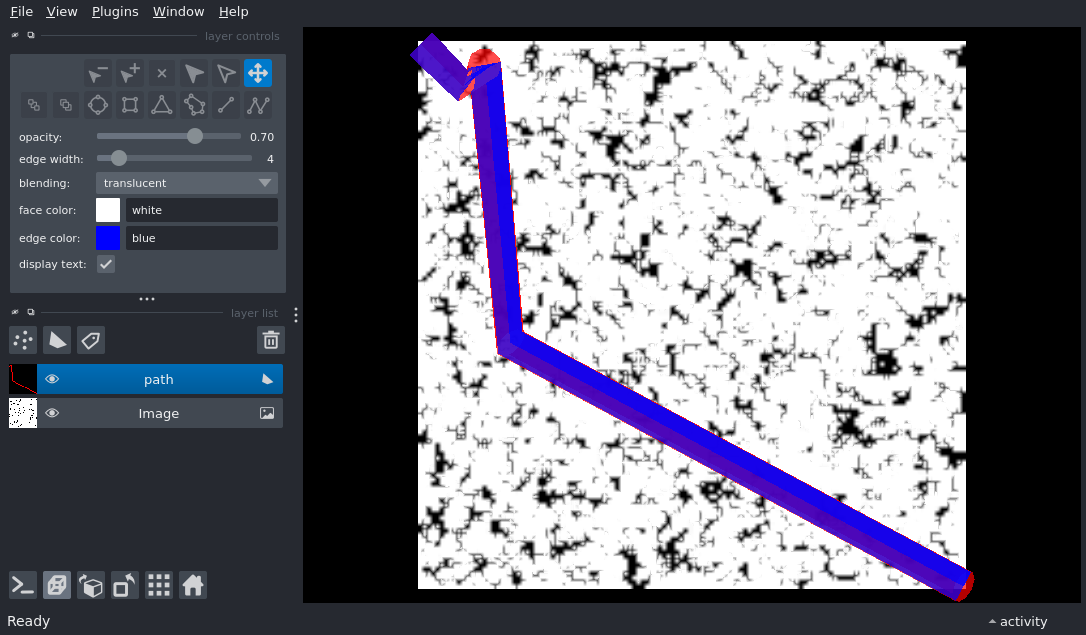 File View Plugins Window Help
layer controls
opacity: 0.70
edge width: 4
blending: translucent
face color: white
edge color: blue
display text:
layer list
path
Image
Ready
activity